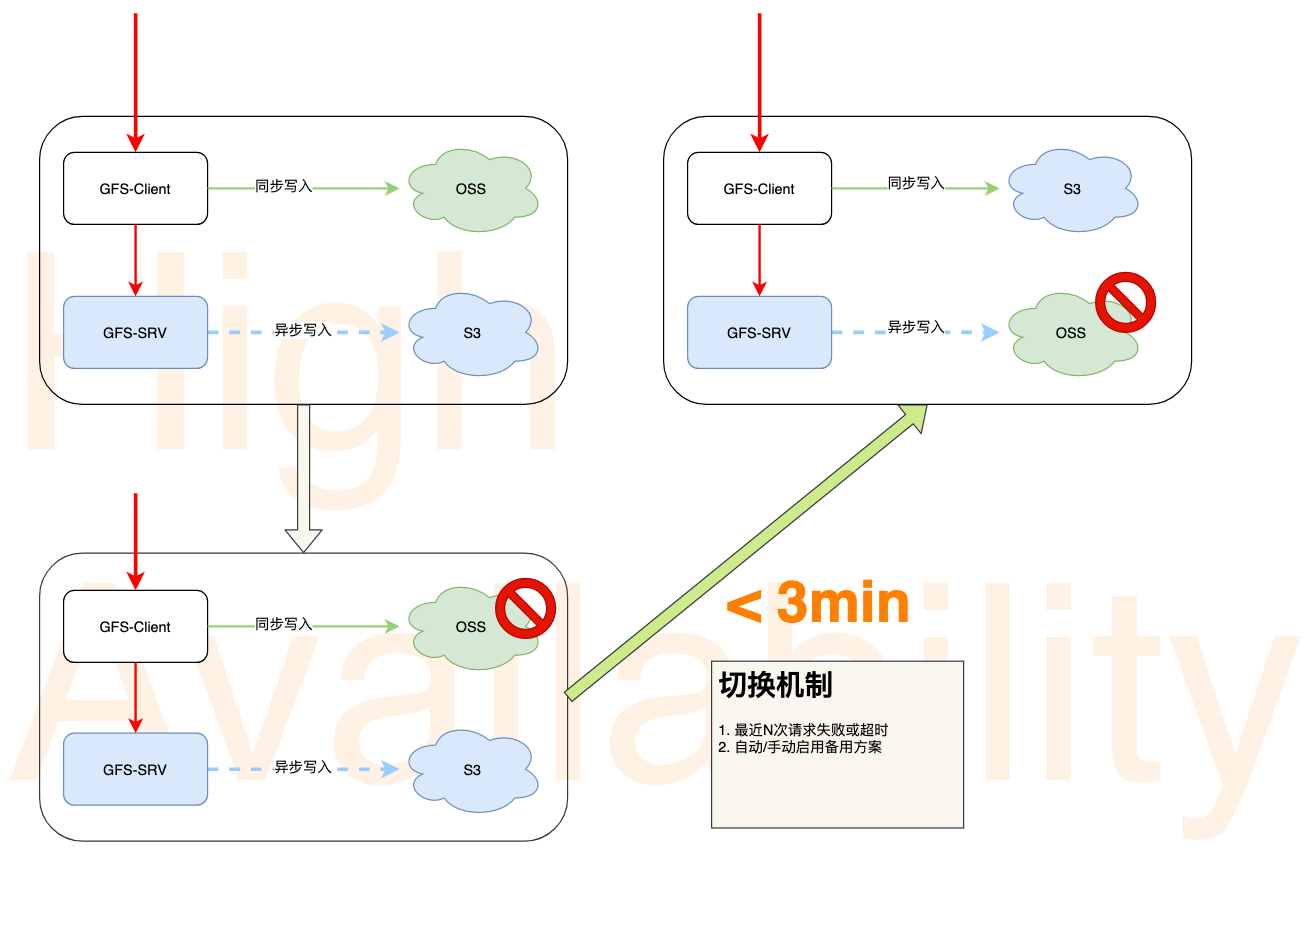 High
Availability
GFS-Client
同步写入
OSS
GFS-SRV
异步写入
S3
GFS-Client
同步写入
S3
GFS-SRV
异步写入
OSS
GFS-Client
同步写入
OSS
GFS-SRV
异步写入
S3
< 3min
切换机制
1. 最近N次请求失败或超时
2. 自动/手动启用备用方案